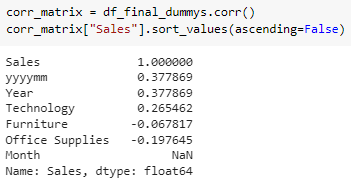 corr_matrix = df_final_dummys.corr()
corr_matrix["Sales"].sort_values(ascending=False)
Sales 1.000000
yyyymm 0.377869
Year 0.377869
Technology 0.265462
Furniture -0.067817
Office Supplies -0.197645
Month NaN
Name: Sales, dtype: float64